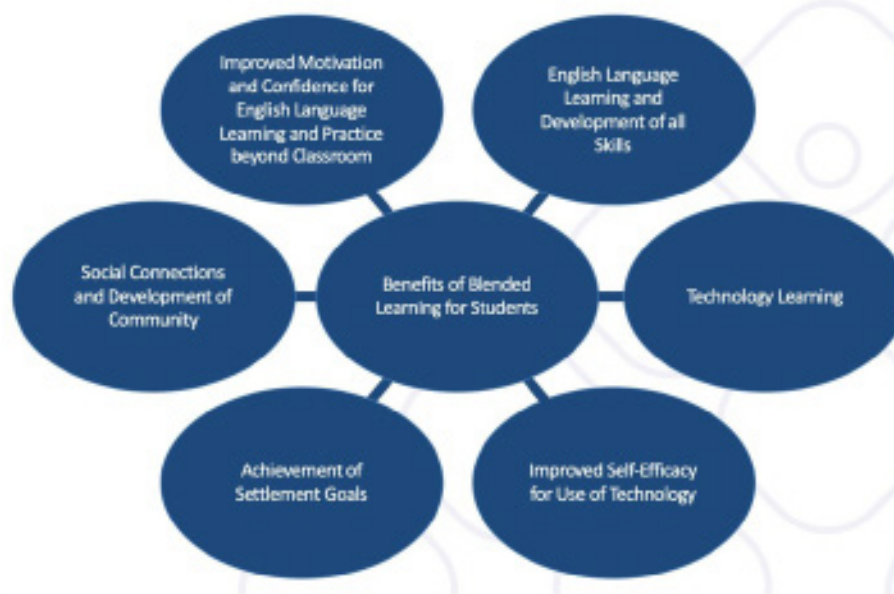 Improved Motivation
and Confidence for
English Language
Learning and Practice
beyond Classroom
English Language
Learning and
Development of all
Skills
Social Connections
and Development of
Community
Benefits of Blended
Learning for Students
Technology Learning
Achievement of
Settlement Goals
Improved Self-Efficacy
for Use of Technology